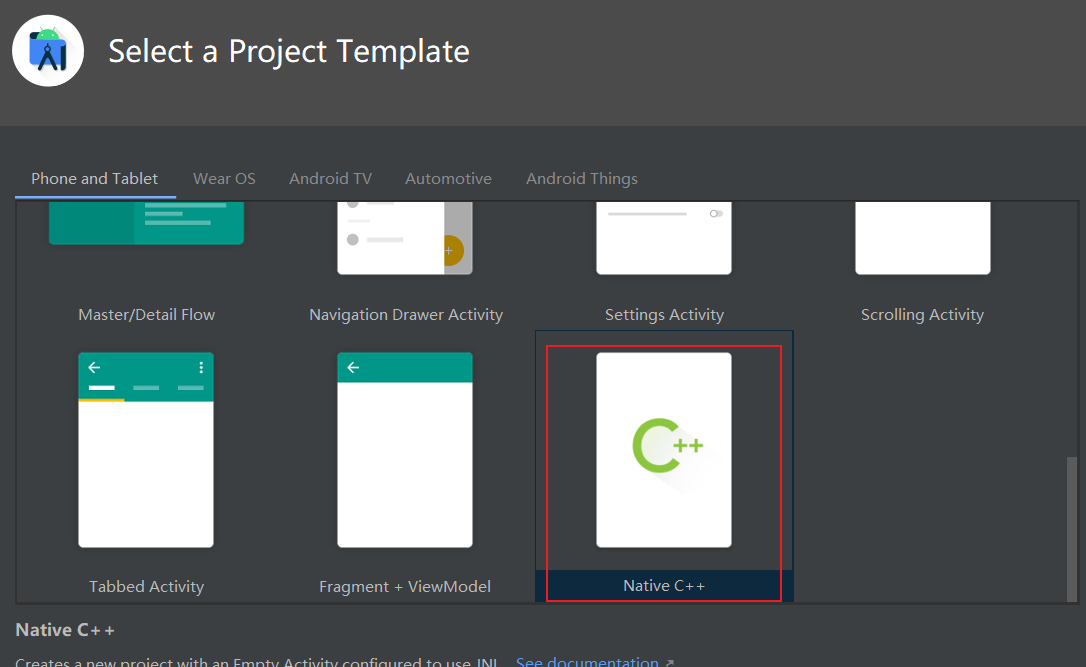 Select a Project Template
Phone and Tablet Wear OS Android TV Automotive Android Things
Master/Detail Flow Navigation Drawer Activity Settings Activity Scrolling Activity
C++
Tabbed Activity Fragment + ViewModel Native C++
Native C++
Creates a new project with an Empty Activity configured to use JNI See documentation ↗